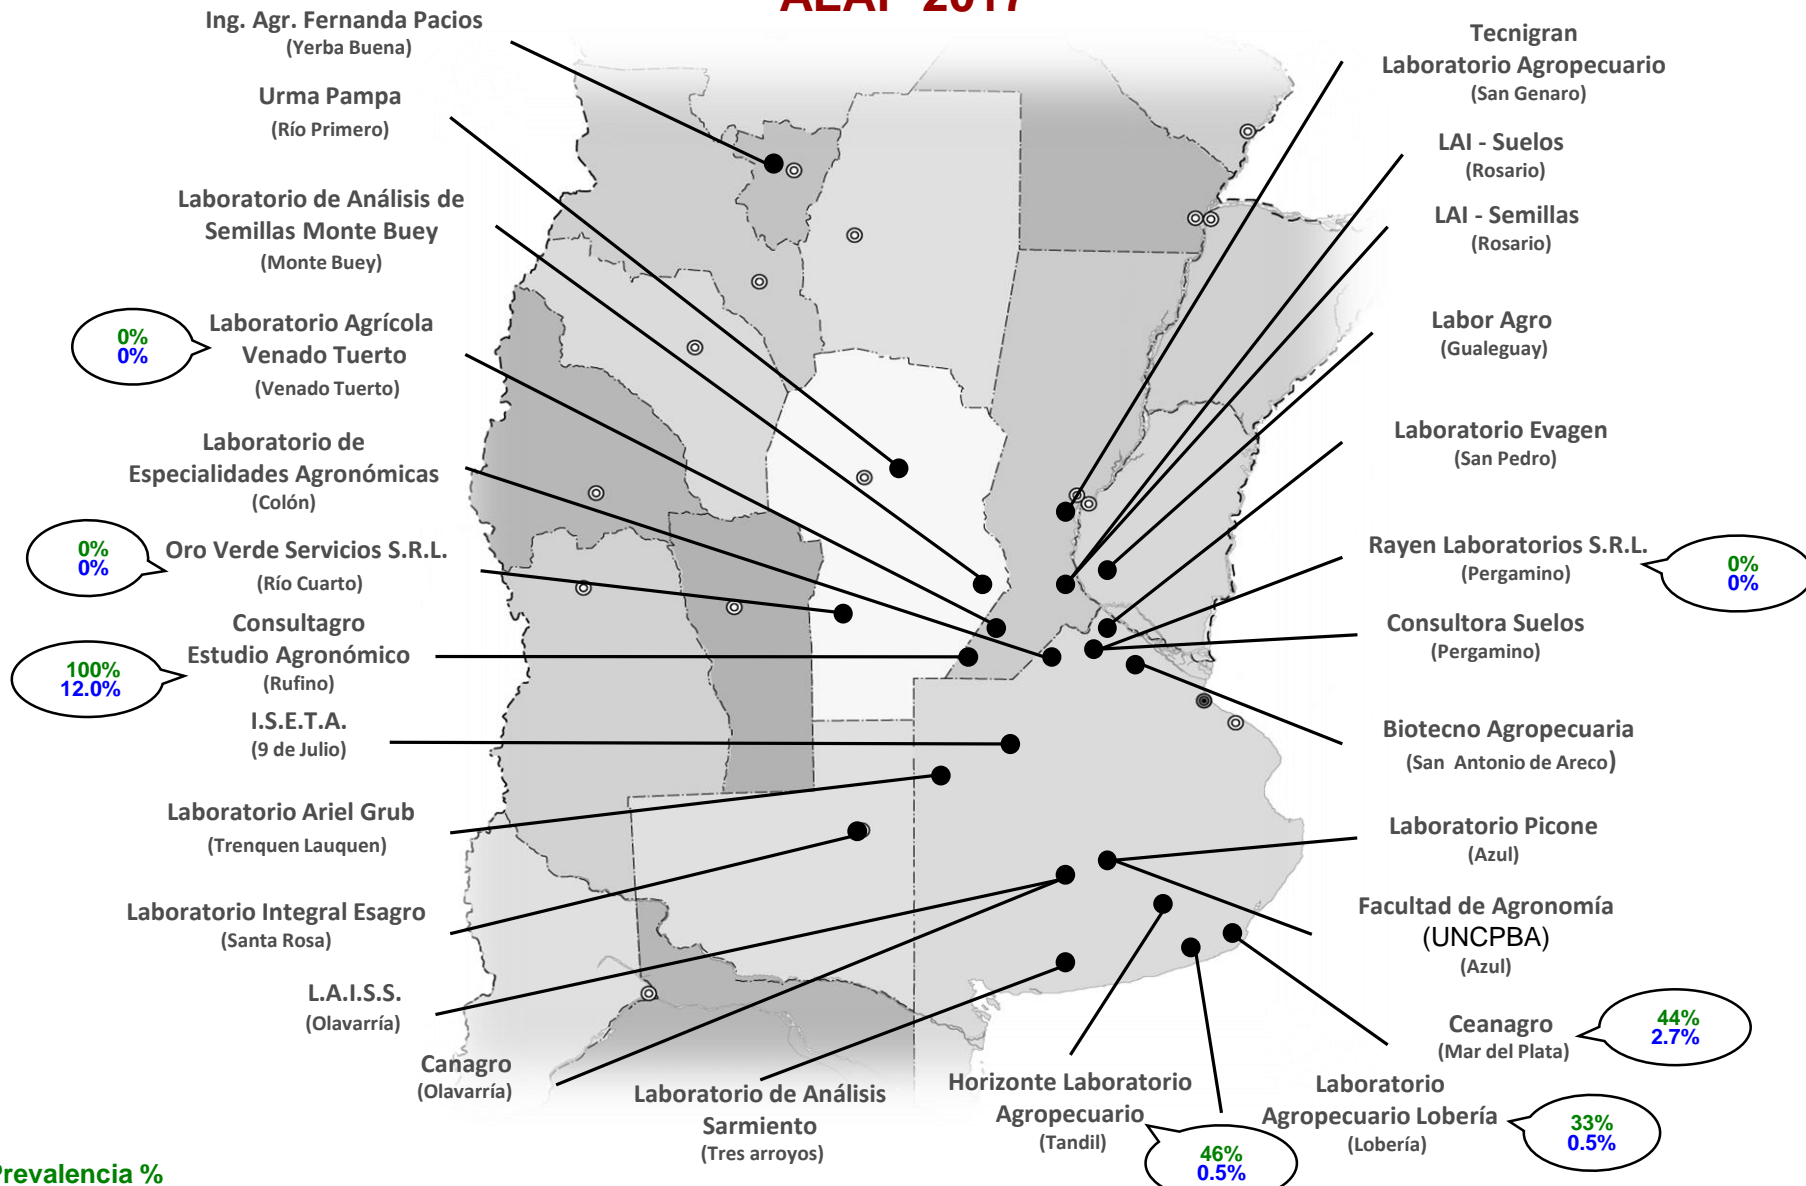 ALAP 2017
Ing. Agr. Fernanda Pacios
(Yerba Buena)
Urma Pampa
(Río Primero)
Laboratorio de Análisis de
Semillas Monte Buey
(Monte Buey)
0%
0%
Laboratorio Agrícola
Venado Tuerto
(Venado Tuerto)
Laboratorio de
Especialidades Agronómicas
(Colón)
0%
0%
Oro Verde Servicios S.R.L.
(Río Cuarto)
Consultagro
Estudio Agronómico
(Rufino)
100%
12.0%
I.S.E.T.A.
(9 de Julio)
Laboratorio Ariel Grub
(Trenquen Lauquen)
Laboratorio Integral Esagro
(Santa Rosa)
L.A.I.S.S.
(Olavarría)
Canagro
(Olavarría)
Laboratorio de Análisis
Sarmiento
(Tres arroyos)
Horizonte Laboratorio
Agropecuario
(Tandil)
46%
0.5%
Laboratorio
Agropecuario Lobería
(Lobería)
33%
0.5%
Tecnigran
Laboratorio Agropecuario
(San Genaro)
LAI - Suelos
(Rosario)
LAI - Semillas
(Rosario)
Labor Agro
(Gualeguay)
Laboratorio Evagen
(San Pedro)
Rayen Laboratorios S.R.L.
(Pergamino)
0%
0%
Consultora Suelos
(Pergamino)
Biotecno Agropecuaria
(San Antonio de Areco)
Laboratorio Picone
(Azul)
Facultad de Agronomía
(UNCPBA)
(Azul)
Ceanagro
(Mar del Plata)
44%
2.7%
Prevalencia %